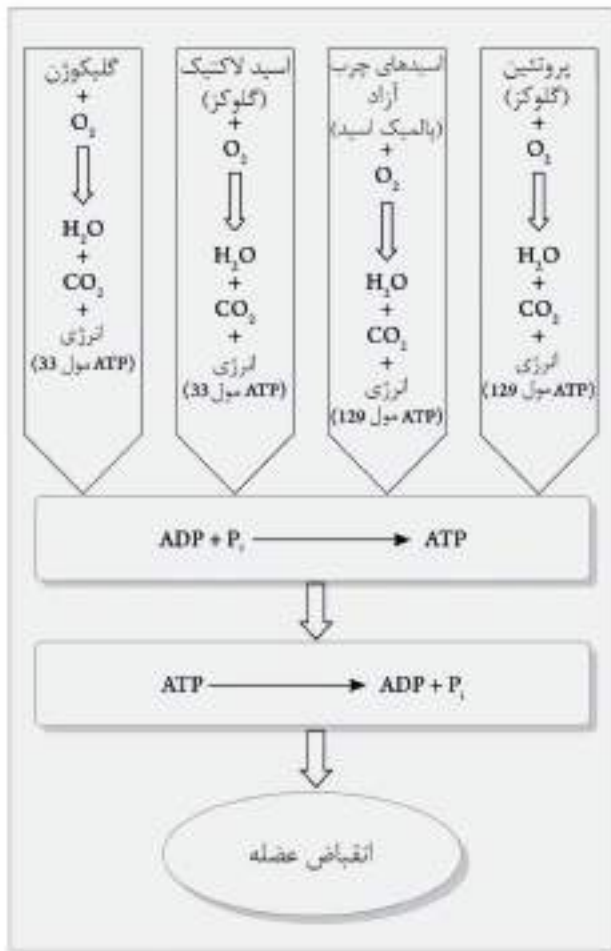 گلیکوژن
+
O₂
H₂O
+
CO₂
+
انرژی
(33 مول ATP)
اسید لاکتیک
(گلوکز)
+
O₂
H₂O
+
CO₂
+
انرژی
(33 مول ATP)
اسیدهای چرب
آزاد
(پالمیک اسید)
+
O₂
H₂O
+
CO₂
+
انرژی
(129 مول ATP)
پروتئین
(گلوکز)
+
O₂
H₂O
+
CO₂
+
انرژی
(129 مول ATP)
ADP + Pᵢ → ATP
ATP → ADP + Pᵢ
انقباض عضله